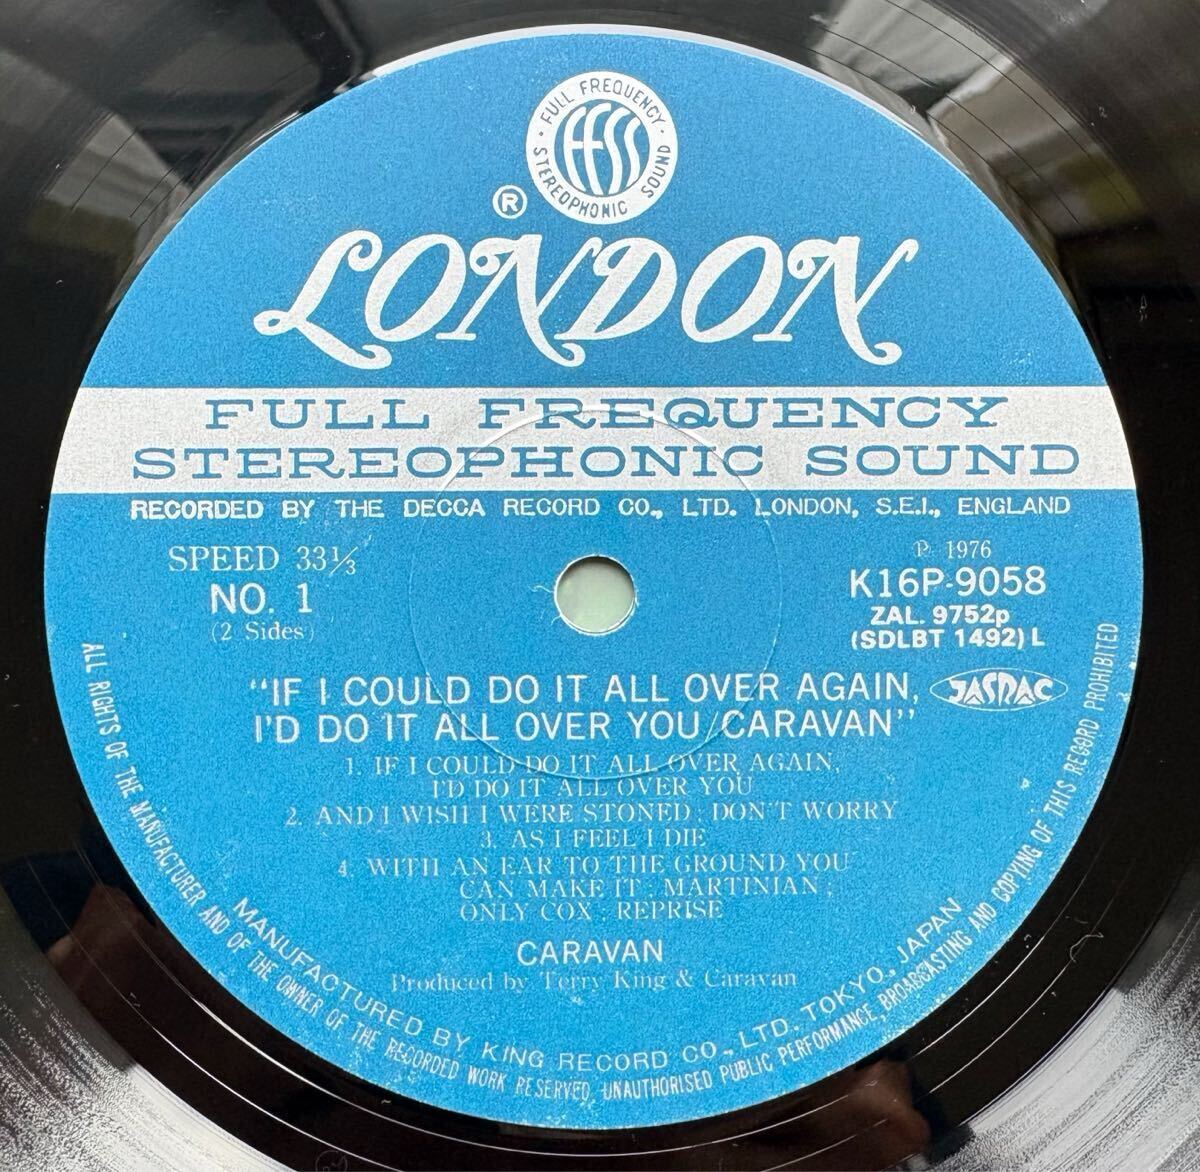 · FULL FREQUENCY ·
STEREOPHONIC SOUND
FFSS
®
LONDON
FULL FREQUENCY
STEREOPHONIC SOUND
RECORDED BY THE DECCA RECORD CO., LTD. LONDON, S.E.I., ENGLAND
SPEED 33⅓
NO. 1
(2 Sides)
℗ 1976
K16P-9058
ZAL. 9752p
(SDLBT 1492) L
"IF I COULD DO IT ALL OVER AGAIN,
I'D DO IT ALL OVER YOU/CARAVAN"
JASRAC
1. IF I COULD DO IT ALL OVER AGAIN,
I'D DO IT ALL OVER YOU
2. AND I WISH I WERE STONED ; DON'T WORRY
3. AS I FEEL I DIE
4. WITH AN EAR TO THE GROUND YOU
CAN MAKE IT ; MARTINIAN ;
ONLY COX ; REPRISE
CARAVAN
Produced by Terry King & Caravan
MANUFACTURED BY KING RECORD CO., LTD. TOKYO, JAPAN
ALL RIGHTS OF THE MANUFACTURER AND OF THE OWNER OF THE RECORDED WORK RESERVED. UNAUTHORISED PUBLIC PERFORMANCE, BROADCASTING AND COPYING OF THIS RECORD PROHIBITED